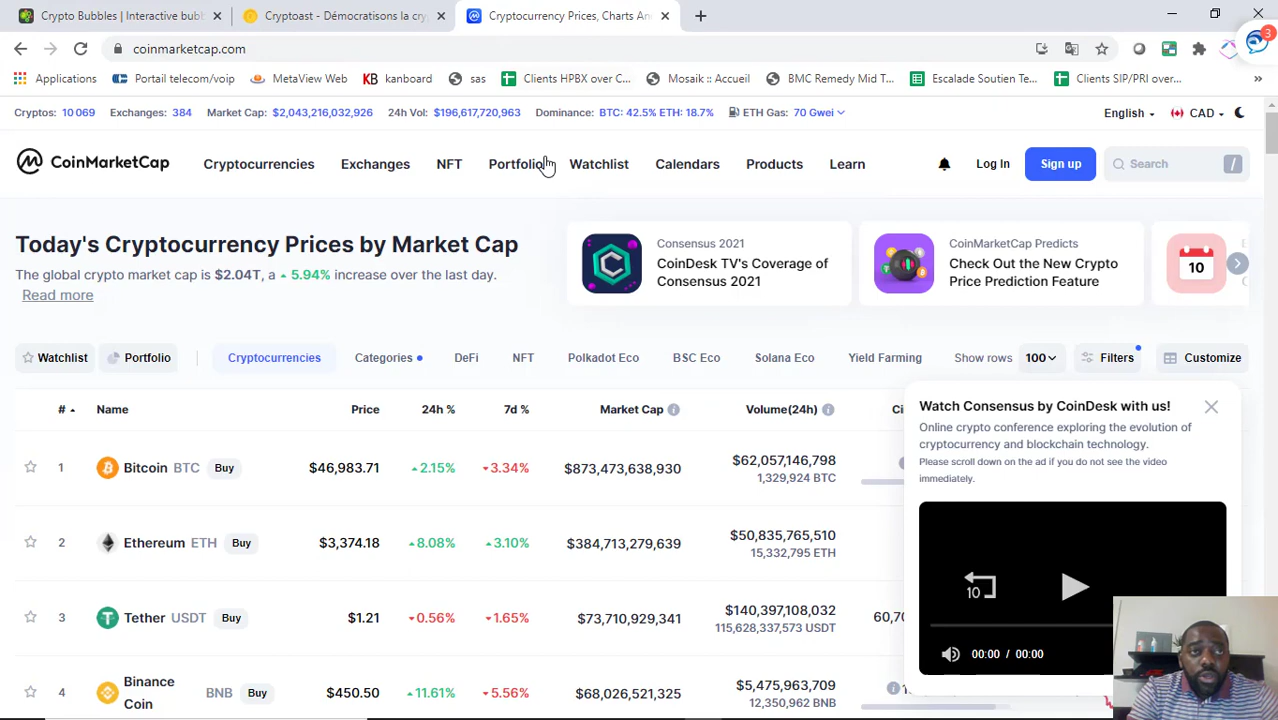 Crypto Bubbles | Interactive bubb
Cryptoast - Démocratisons la cry
Cryptocurrency Prices, Charts An
3
coinmarketcap.com
Applications
Portail telecom/voip
MetaView Web
KB kanboard
sas
Clients HPBX over C...
Mosaik :: Accueil
BMC Remedy Mid T...
Escalade Soutien Te...
Clients SIP/PRI over...
»
Cryptos: 10 069 Exchanges: 384 Market Cap: $2,043,216,032,926 24h Vol: $196,617,720,963 Dominance: BTC: 42.5% ETH: 18.7% ETH Gas: 70 Gwei English CAD
CoinMarketCap Cryptocurrencies Exchanges NFT Portfolio Watchlist Calendars Products Learn Log In Sign up Search /
Today's Cryptocurrency Prices by Market Cap
The global crypto market cap is $2.04T, a 5.94% increase over the last day.
Read more
Consensus 2021
CoinDesk TV's Coverage of
Consensus 2021
CoinMarketCap Predicts
Check Out the New Crypto
Price Prediction Feature
10
Watchlist Portfolio Cryptocurrencies Categories DeFi NFT Polkadot Eco BSC Eco Solana Eco Yield Farming Show rows 100 Filters Customize
# Name Price 24h % 7d % Market Cap Volume(24h) Ci
1 Bitcoin BTC Buy $46,983.71 2.15% 3.34% $873,473,638,930 $62,057,146,798
1,329,924 BTC
2 Ethereum ETH Buy $3,374.18 8.08% 3.10% $384,713,279,639 $50,835,765,510
15,332,795 ETH
3 Tether USDT Buy $1.21 0.56% 1.65% $73,710,929,341 $140,397,108,032 60,70
115,628,337,573 USDT
4 Binance Coin BNB Buy $450.50 11.61% 5.56% $68,026,521,325 $5,475,963,709
12,350,962 BNB
Watch Consensus by CoinDesk with us!
Online crypto conference exploring the evolution of
cryptocurrency and blockchain technology.
Please scroll down on the ad if you do not see the video
immediately.
10
00:00 / 00:00